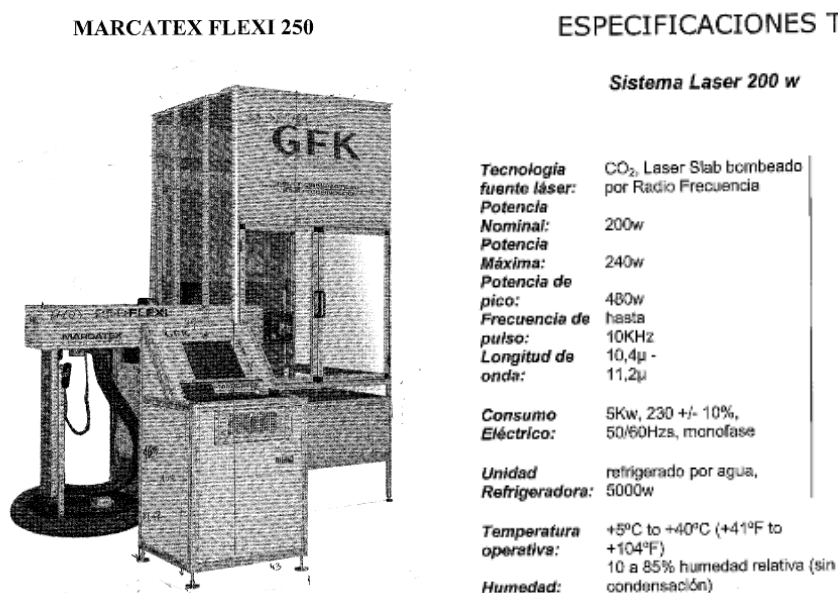 MARCATEX FLEXI 250
GFK
FLEXI
MARCATEX
GFK
43
ESPECIFICACIONES T
Sistema Laser 200 w
Tecnología CO₂, Laser Slab bombeado
fuente láser: por Radio Frecuencia
Potencia
Nominal: 200w
Potencia
Máxima: 240w
Potencia de
pico: 480w
Frecuencia de hasta
pulso: 10KHz
Longitud de 10,4µ -
onda: 11,2µ
Consumo 5Kw, 230 +/- 10%,
Eléctrico: 50/60Hzs, monofase
Unidad refrigerado por agua,
Refrigeradora: 5000w
Temperatura +5ºC to +40ºC (+41ºF to
operativa: +104ºF)
10 a 85% humedad relativa (sin
Humedad: condensación)